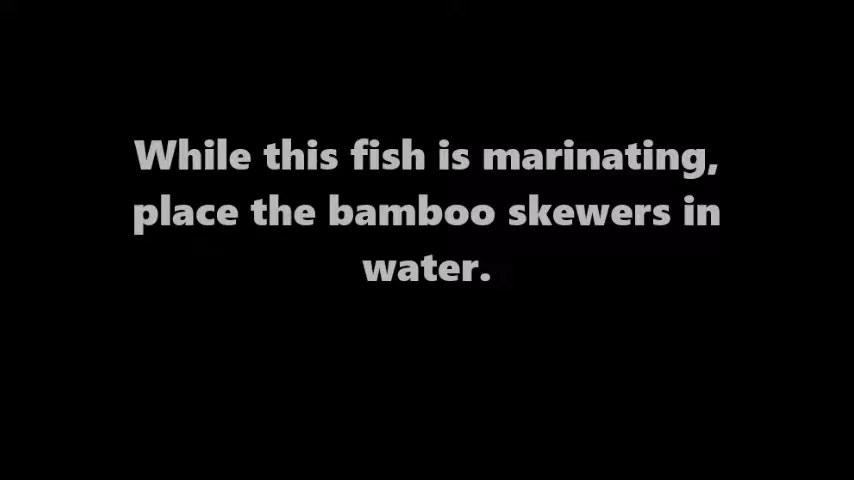 While this fish is marinating,
place the bamboo skewers in
water.